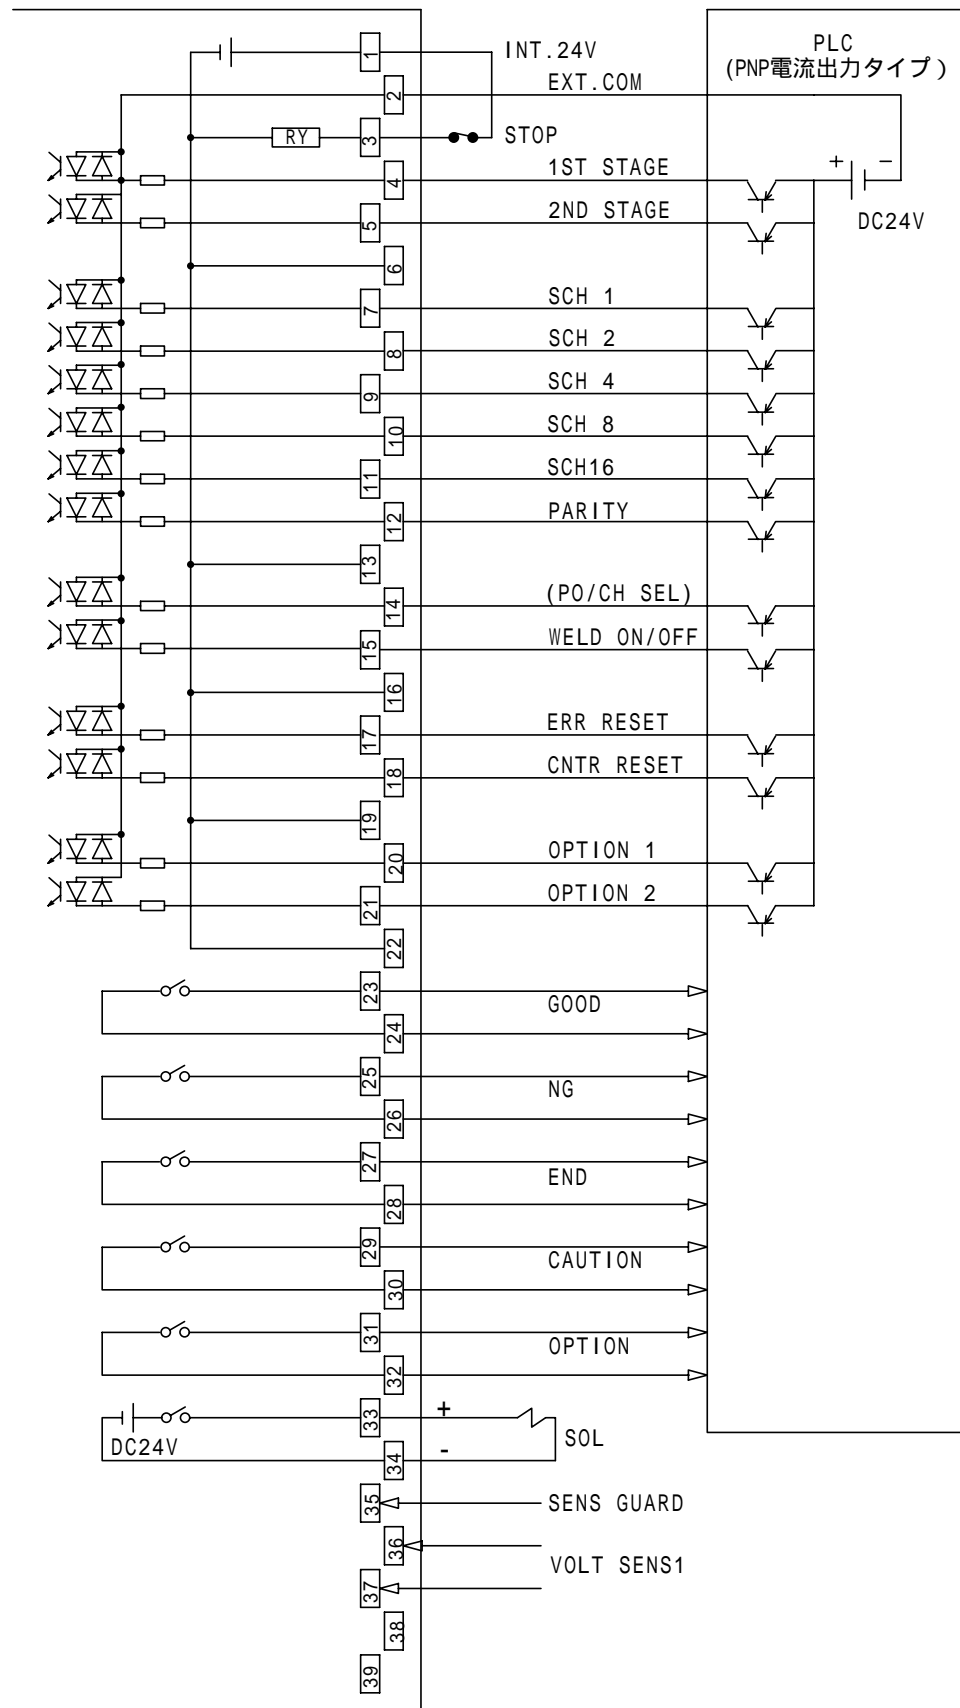 1 INT.24V
PLC
(PNP電流出力タイプ)
2 EXT.COM
RY 3 STOP
4 1ST STAGE + -
DC24V
5 2ND STAGE
6
7 SCH 1
8 SCH 2
9 SCH 4
10 SCH 8
11 SCH16
12 PARITY
13
14 (PO/CH SEL)
15 WELD ON/OFF
16
17 ERR RESET
18 CNTR RESET
19
20 OPTION 1
21 OPTION 2
22
23
GOOD
24
25
NG
26
27
END
28
29
CAUTION
30
31
OPTION
32
33 +
DC24V SOL
34 -
35 SENS GUARD
36
VOLT SENS1
37
38
39